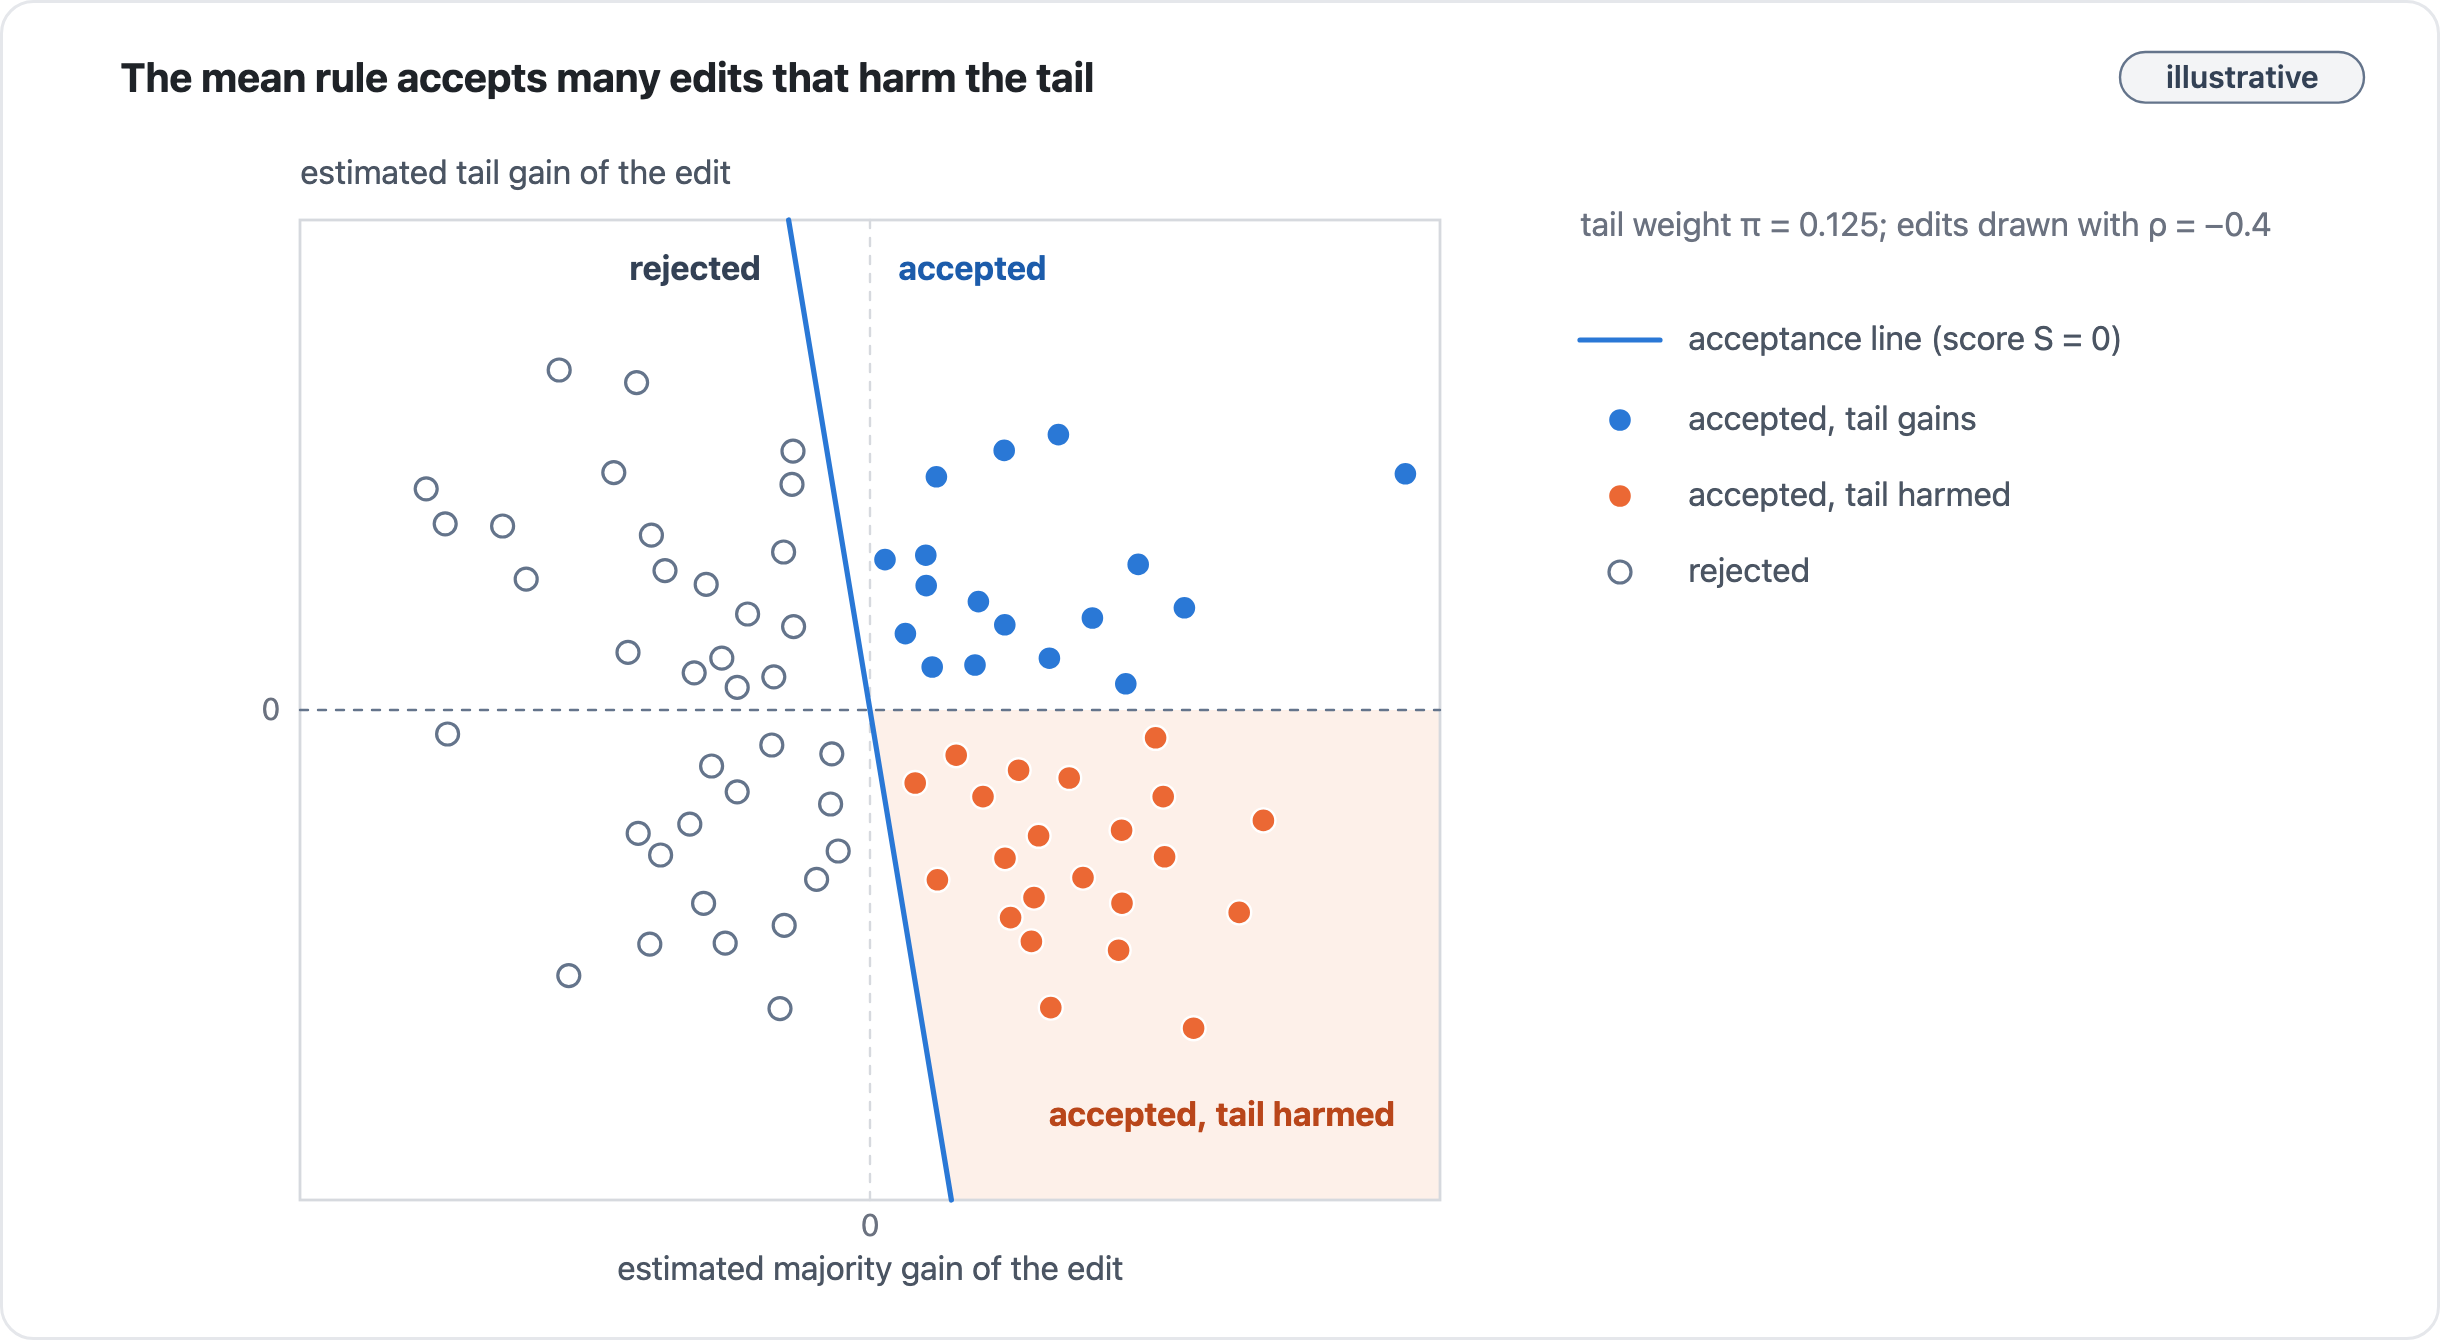 The mean rule accepts many edits that harm the tail
illustrative
estimated tail gain of the edit
tail weight π = 0.125; edits drawn with ρ = −0.4
rejected
accepted
acceptance line (score S = 0)
accepted, tail gains
accepted, tail harmed
rejected
0
accepted, tail harmed
0
estimated majority gain of the edit